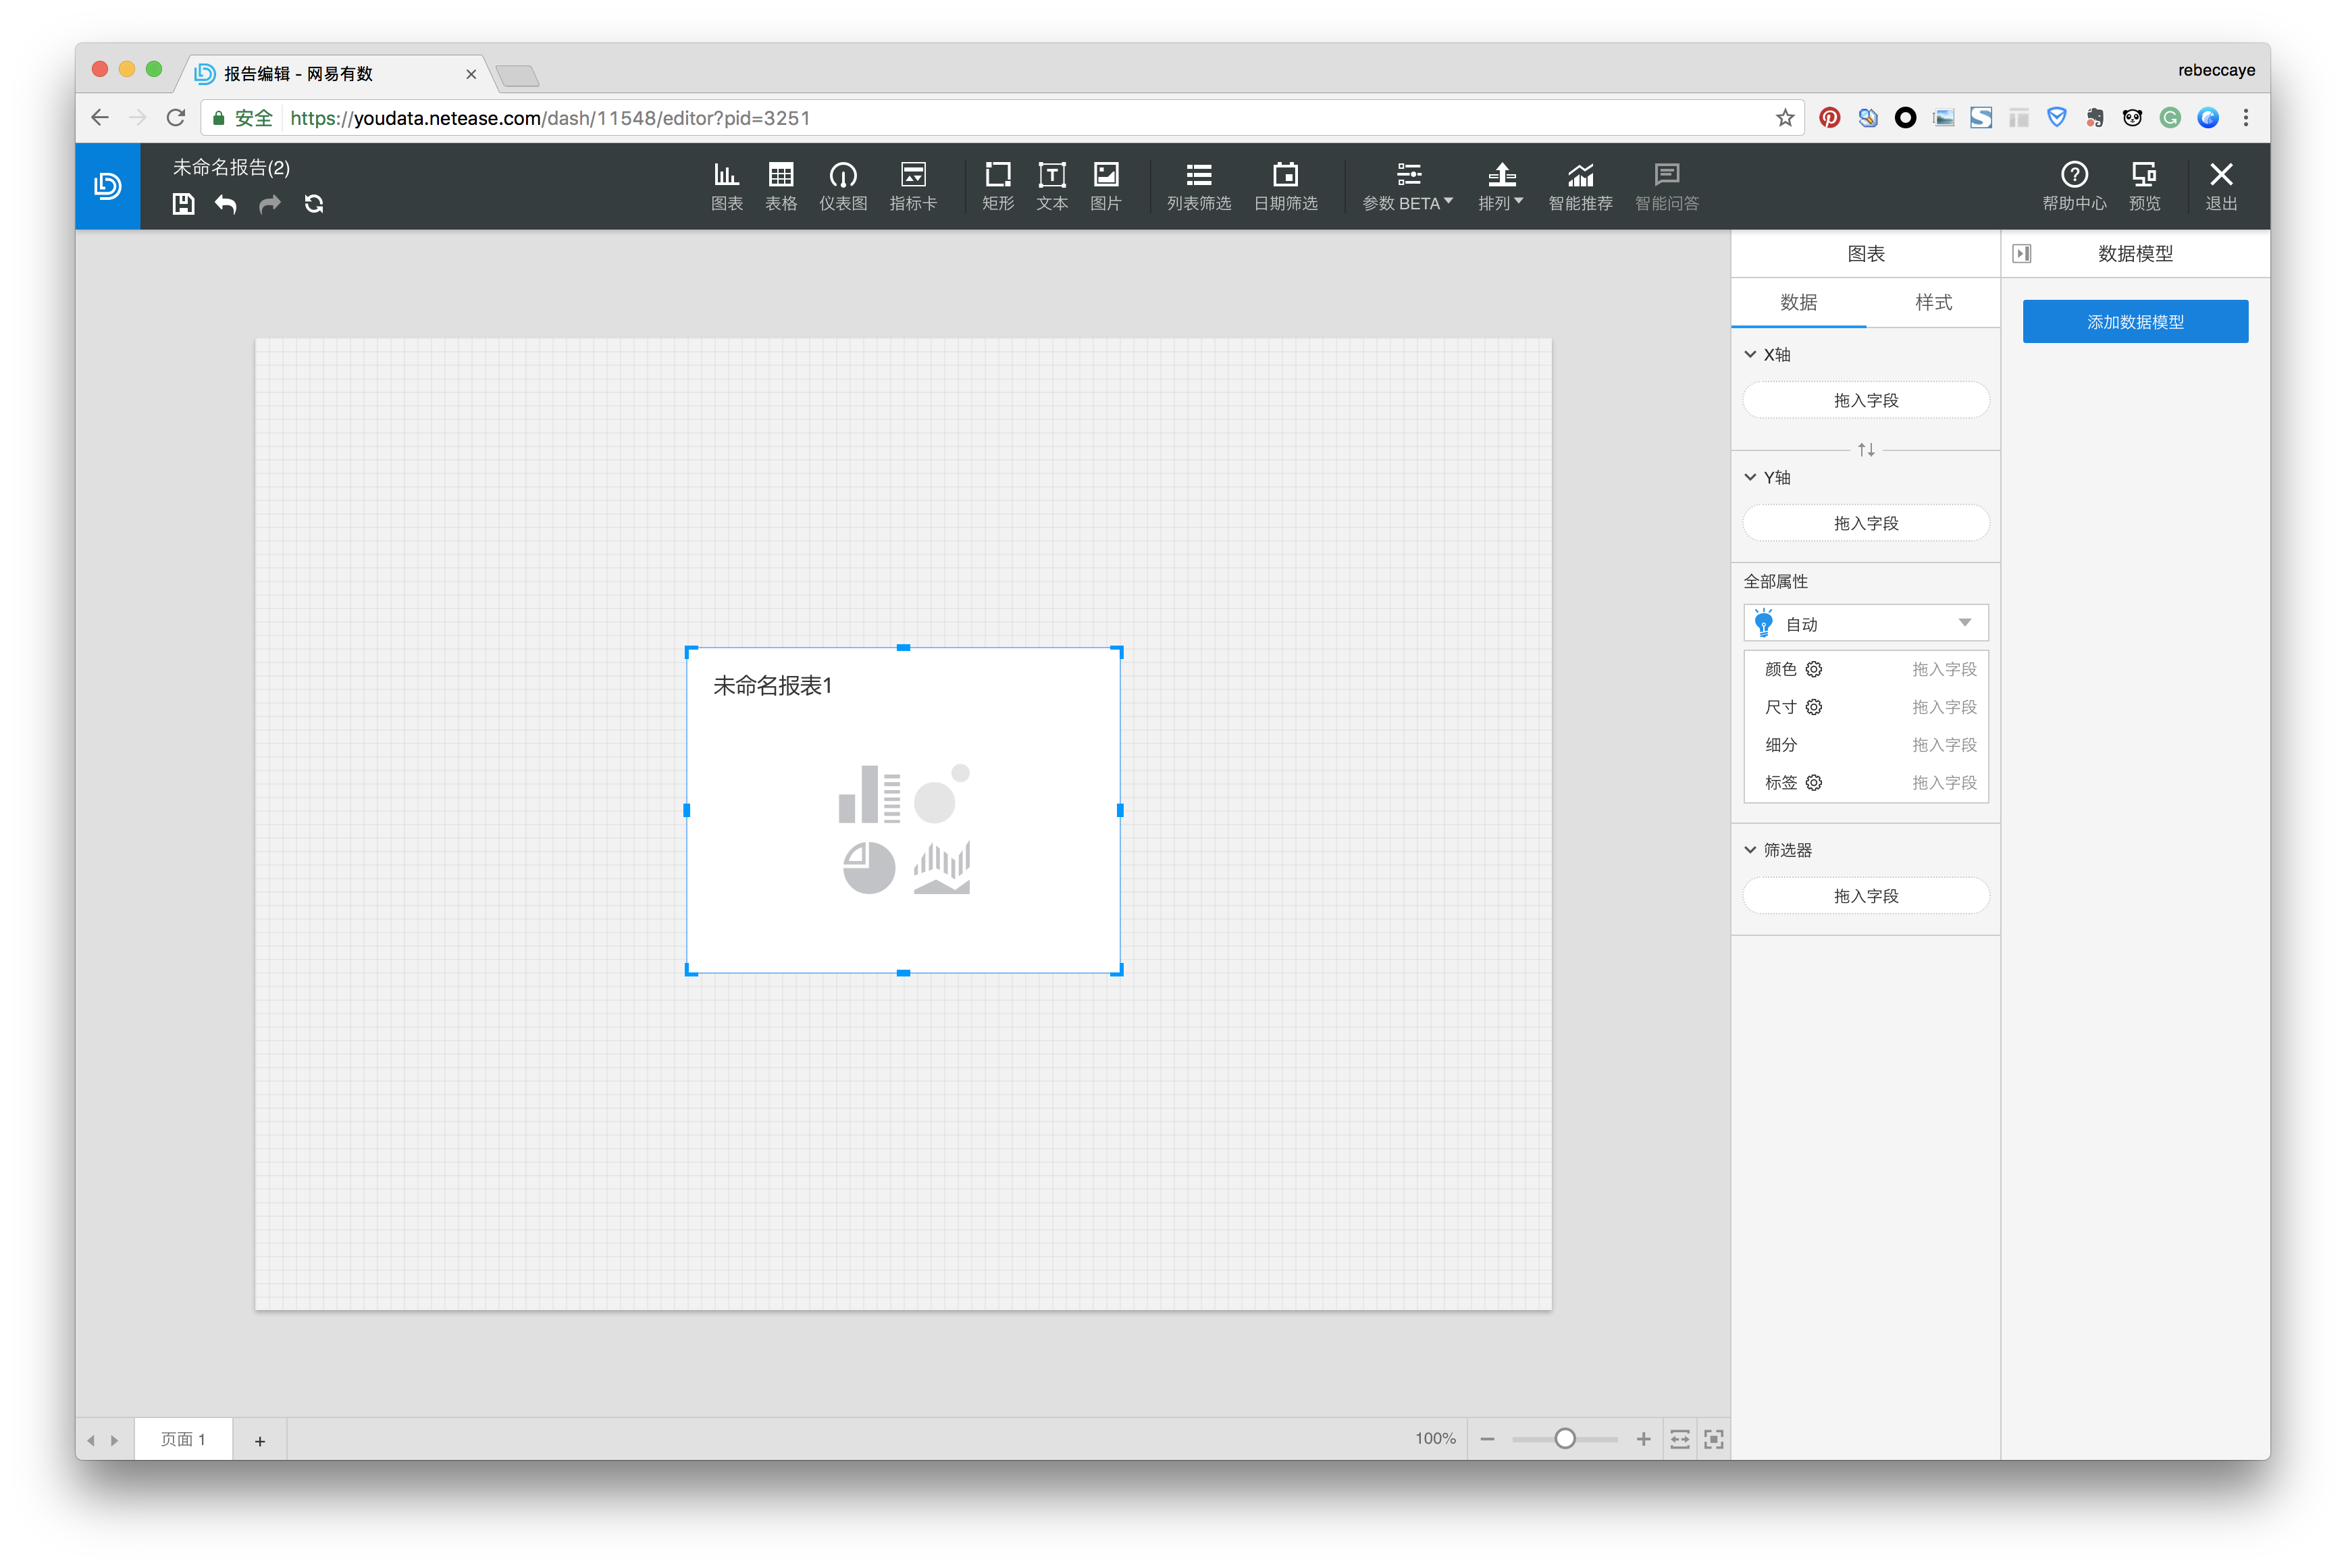 报告编辑 - 网易有数
rebeccaye
安全 https://youdata.netease.com/dash/11548/editor?pid=3251
未命名报告(2)
图表 表格 仪表图 指标卡 矩形 文本 图片 列表筛选 日期筛选 参数 BETA 排列 智能推荐 智能问答 帮助中心 预览 退出
图表
数据模型
数据 样式
添加数据模型
X轴
拖入字段
Y轴
拖入字段
全部属性
自动
颜色 拖入字段
尺寸 拖入字段
细分 拖入字段
标签 拖入字段
筛选器
拖入字段
未命名报表1
页面 1
+
100%